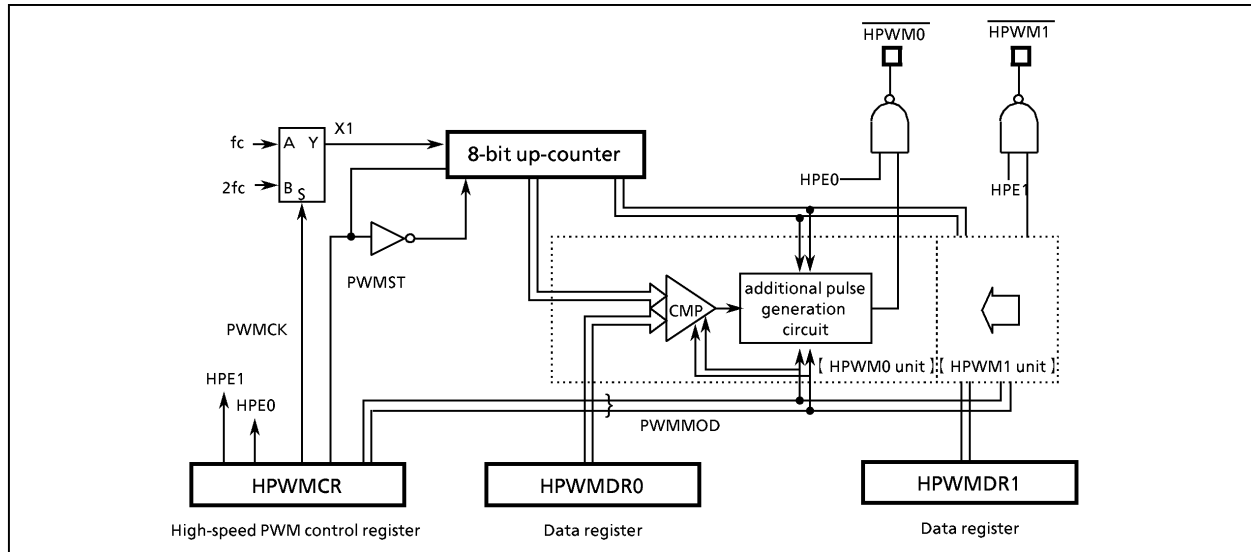 HPWM0
HPWM1
fc
A Y
X1
8-bit up-counter
2fc
B
S
HPE0
HPE1
PWMST
additional pulse
generation
circuit
CMP
PWMCK
【 HPWM0 unit 】
【 HPWM1 unit 】
HPE1
HPE0
PWMMOD
HPWMCR
HPWMDR0
HPWMDR1
High-speed PWM control register
Data register
Data register